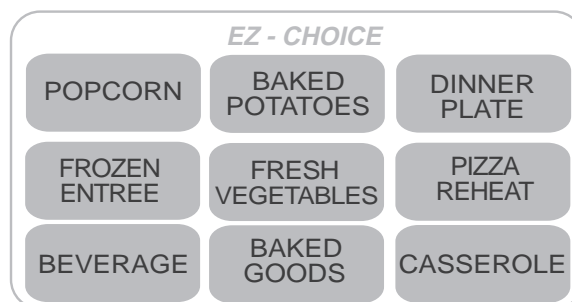 EZ - CHOICE
POPCORN
BAKED
POTATOES
DINNER
PLATE
FROZEN
ENTREE
FRESH
VEGETABLES
PIZZA
REHEAT
BEVERAGE
BAKED
GOODS
CASSEROLE